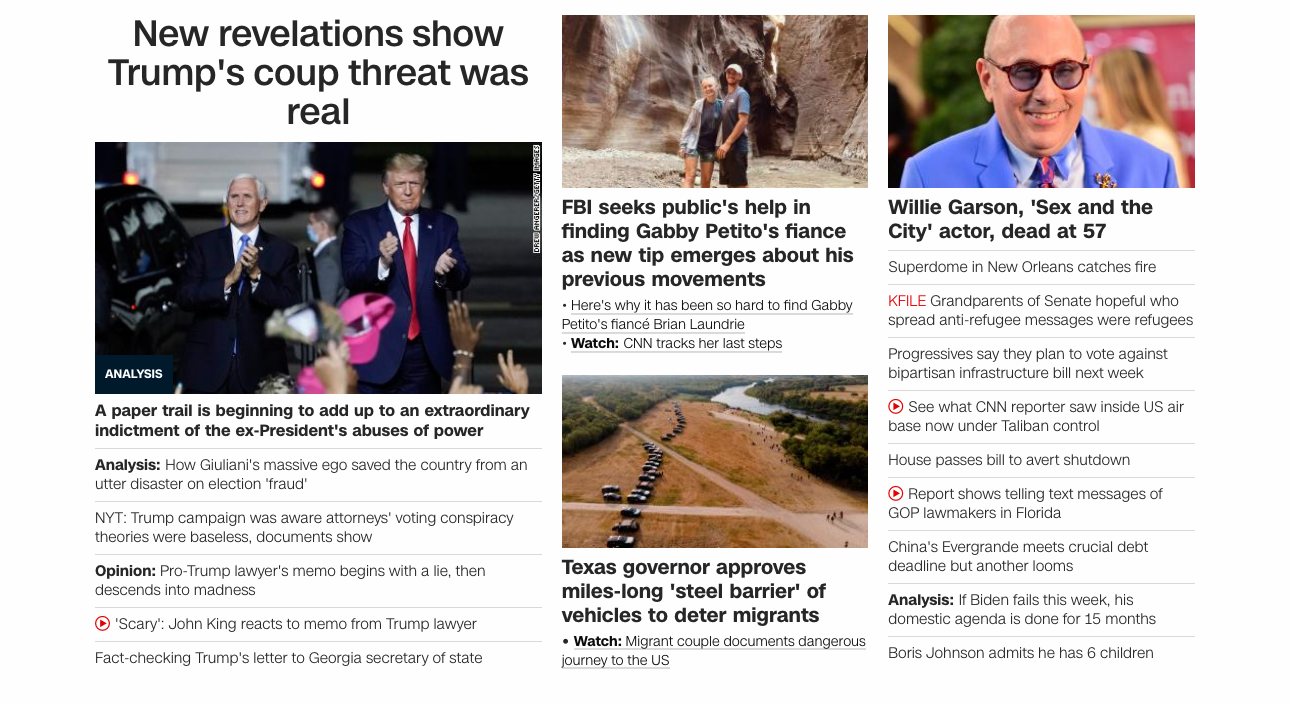 New revelations show
Trump's coup threat was
real
DREW ANGERER/GETTY IMAGES
ANALYSIS
A paper trail is beginning to add up to an extraordinary
indictment of the ex-President's abuses of power
Analysis: How Giuliani's massive ego saved the country from an
utter disaster on election 'fraud'
NYT: Trump campaign was aware attorneys' voting conspiracy
theories were baseless, documents show
Opinion: Pro-Trump lawyer's memo begins with a lie, then
descends into madness
'Scary': John King reacts to memo from Trump lawyer
Fact-checking Trump's letter to Georgia secretary of state
FBI seeks public's help in
finding Gabby Petito's fiance
as new tip emerges about his
previous movements
• Here's why it has been so hard to find Gabby
Petito's fiancé Brian Laundrie
• Watch: CNN tracks her last steps
Texas governor approves
miles-long 'steel barrier' of
vehicles to deter migrants
• Watch: Migrant couple documents dangerous
journey to the US
Willie Garson, 'Sex and the
City' actor, dead at 57
Superdome in New Orleans catches fire
KFILE Grandparents of Senate hopeful who
spread anti-refugee messages were refugees
Progressives say they plan to vote against
bipartisan infrastructure bill next week
See what CNN reporter saw inside US air
base now under Taliban control
House passes bill to avert shutdown
Report shows telling text messages of
GOP lawmakers in Florida
China's Evergrande meets crucial debt
deadline but another looms
Analysis: If Biden fails this week, his
domestic agenda is done for 15 months
Boris Johnson admits he has 6 children